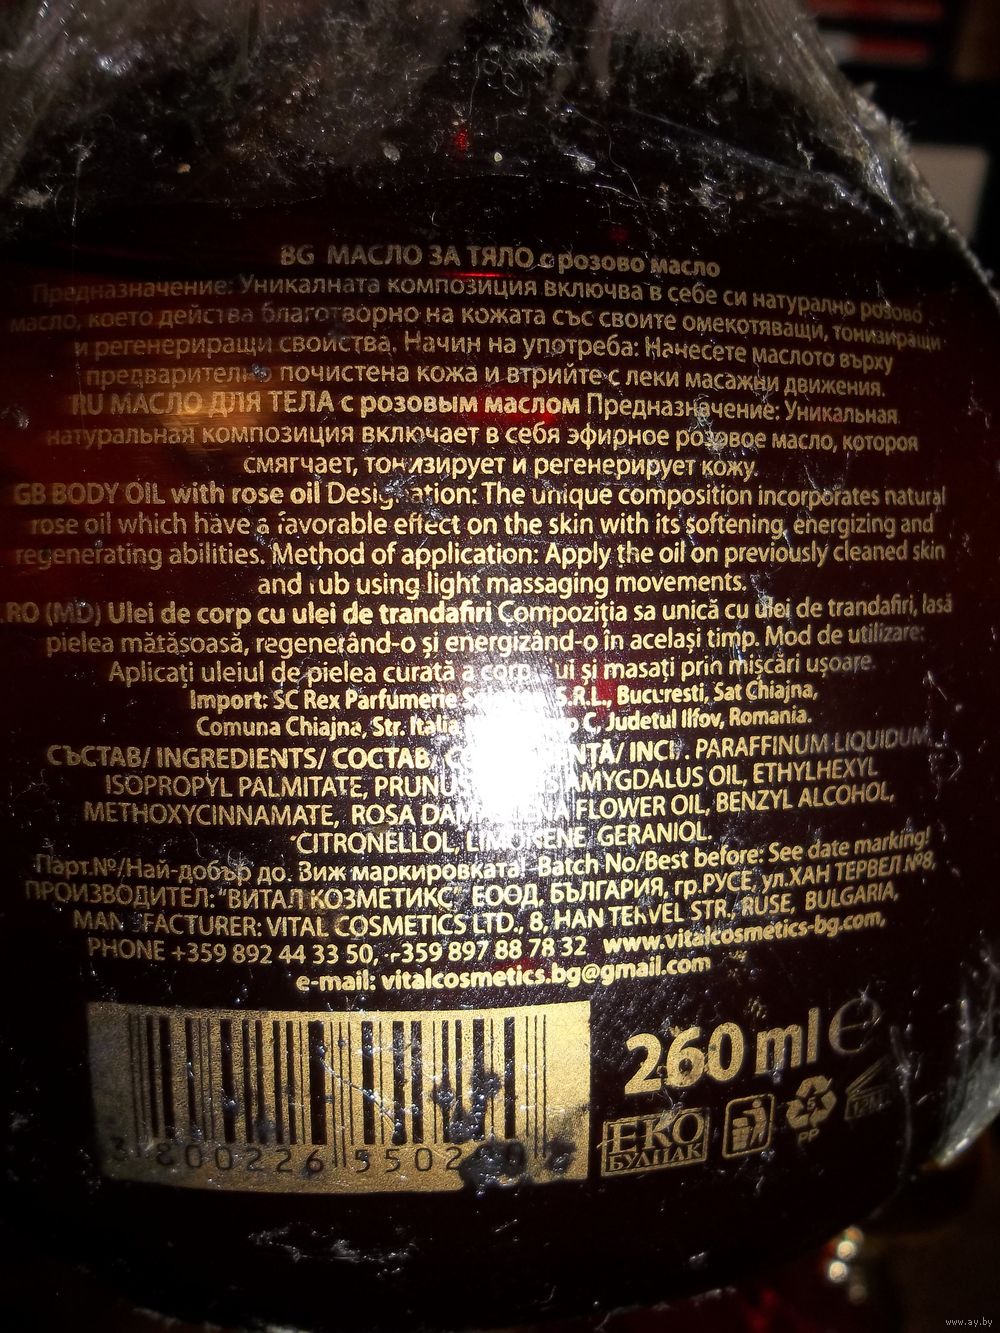 BG МАСЛО ЗА ТЯЛО с розово масло
Предназначение: Уникалната композиция включва в себе си натурално розово
масло, което действа благотворно на кожата със своите омекотяващи, тонизиращи
и регенериращи свойства. Начин на употреба: Нанесете маслото върху
предварително почистена кожа и втрийте с леки масажни движения.
RU МАСЛО ДЛЯ ТЕЛА с розовым маслом Предназначение: Уникальная
натуральная композиция включает в себя эфирное розовое масло, котороя
смягчает, тонизирует и регенерирует кожу.
GB BODY OIL with rose oil Designation: The unique composition incorporates natural
rose oil which have a favorable effect on the skin with its softening, energizing and
regenerating abilities. Method of application: Apply the oil on previously cleaned skin
and rub using light massaging movements.
RO (MD) Ulei de corp cu ulei de trandafiri Compoziția sa unică cu ulei de trandafiri, lasă
pielea mătăsoasă, regenerând-o și energizând-o în același timp. Mod de utilizare:
Aplicați uleiul de pielea curată a și masați prin mișcări ușoare.
Import: SC Rex Parfumerie S.R.L., Bucuresti, Sat Chiajna,
Comuna Chiajna, Str. C, Judetul Ilfov, Romania.
СЪСТАВ/ INGREDIENTS/ СОСТАВ/ INCI: PARAFFINUM LIQUIDUM,
ISOPROPYL PALMITATE, PRUNUS AMYGDALUS OIL, ETHYLHEXYL
METHOXYCINNAMATE, ROSA FLOWER OIL, BENZYL ALCOHOL,
CITRONELLOL, LIMONENE, GERANIOL.
Парт.№/Най-добър до. Виж маркировката! Batch No/Best before: See date marking!
ПРОИЗВОДИТЕЛ: "ВИТАЛ КОЗМЕТИКС" ЕООД, БЪЛГАРИЯ, гр.РУСЕ, ул.ХАН ТЕРВЕЛ №8,
MANUFACTURER: VITAL COSMETICS LTD., 8, HAN TERVEL STR., RUSE, BULGARIA,
PHONE +359 892 44 33 50, +359 897 88 78 32 www.vitalcosmetics-bg.com,
e-mail: vitalcosmetics.bg@gmail.com
260 ml e
3 800226
ЕКО
БУЛПАК
5
PP
www.ay.by